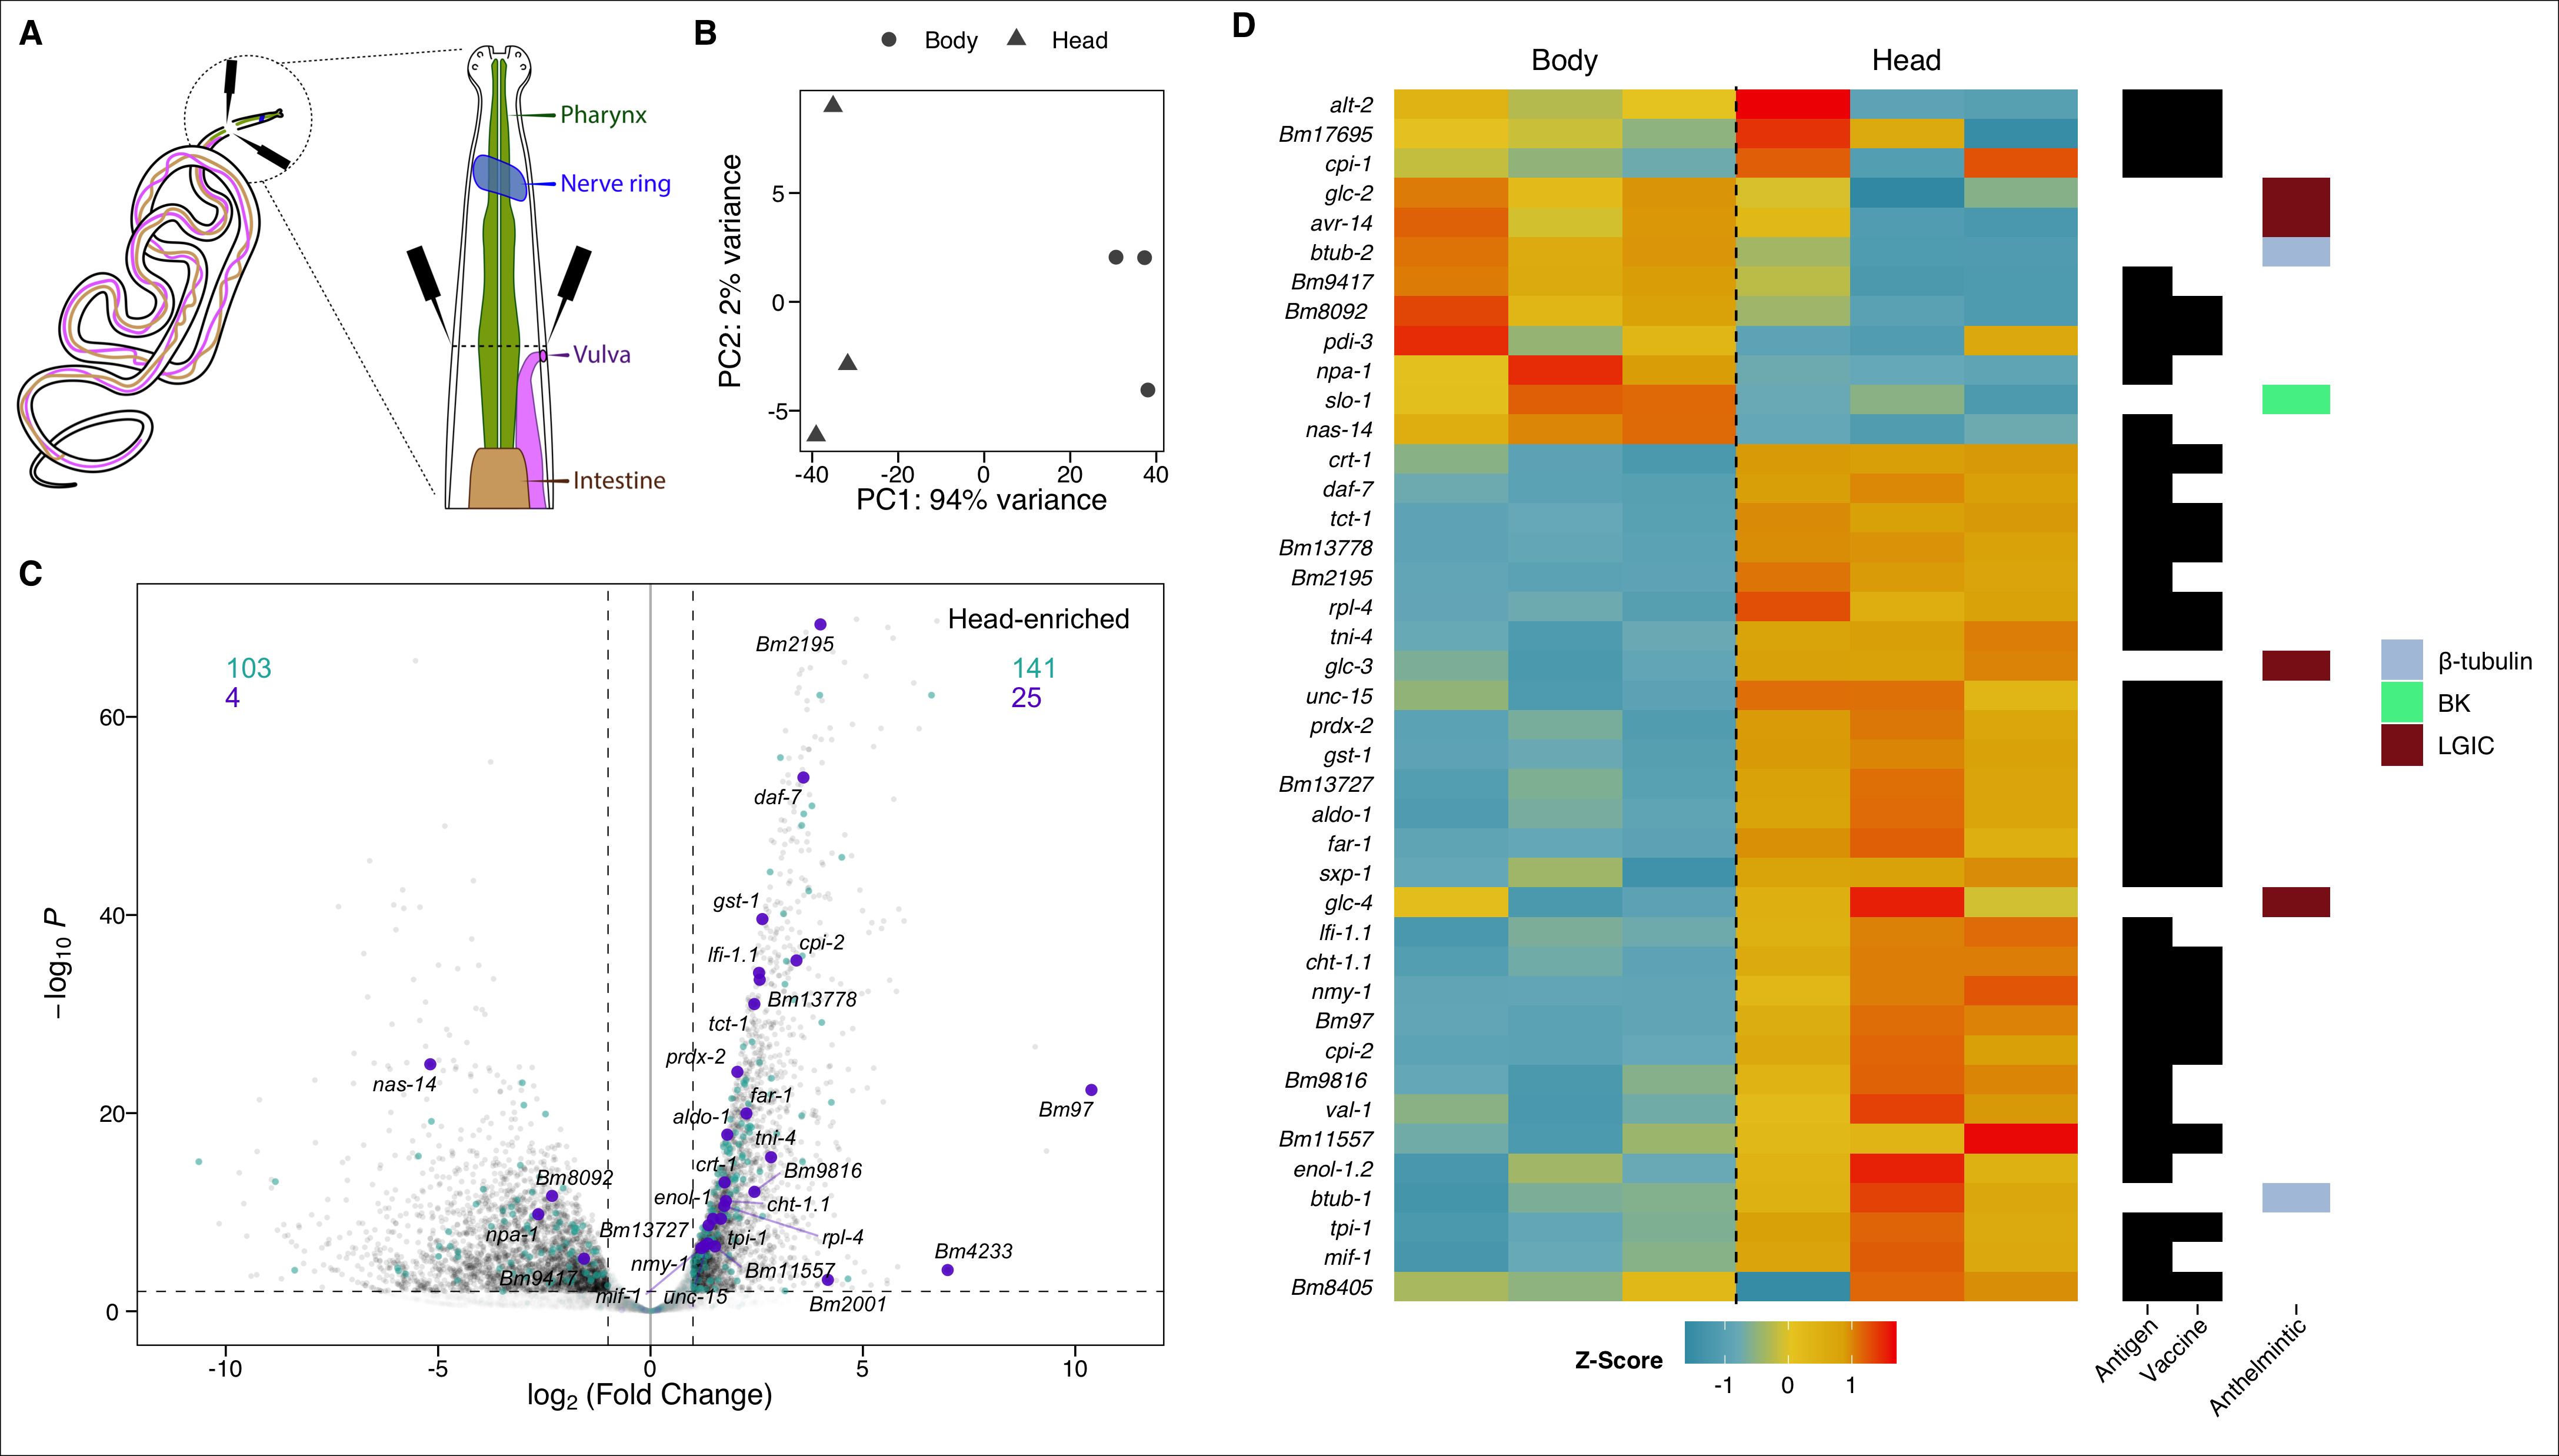 A
Pharynx
Nerve ring
Vulva
Intestine
B
Body
Head
PC2: 2% variance
5
0
-5
-40
-20
0
20
40
PC1: 94% variance
C
Head-enriched
103
4
141
25
Bm2195
daf-7
gst-1
cpi-2
lfi-1.1
Bm13778
tct-1
prdx-2
far-1
aldo-1
tni-4
crt-1
Bm9816
enol-1
cht-1.1
Bm13727
rpl-4
tpi-1
nmy-1
Bm11557
mif-1
unc-15
Bm2001
Bm4233
Bm97
nas-14
Bm8092
npa-1
Bm9417
−log10 P
60
40
20
0
-10
-5
0
5
10
log2 (Fold Change)
D
Body
Head
alt-2
Bm17695
cpi-1
glc-2
avr-14
btub-2
Bm9417
Bm8092
pdi-3
npa-1
slo-1
nas-14
crt-1
daf-7
tct-1
Bm13778
Bm2195
rpl-4
tni-4
glc-3
unc-15
prdx-2
gst-1
Bm13727
aldo-1
far-1
sxp-1
glc-4
lfi-1.1
cht-1.1
nmy-1
Bm97
cpi-2
Bm9816
val-1
Bm11557
enol-1.2
btub-1
tpi-1
mif-1
Bm8405
Antigen
Vaccine
Anthelmintic
Z-Score
-1
0
1
β-tubulin
BK
LGIC